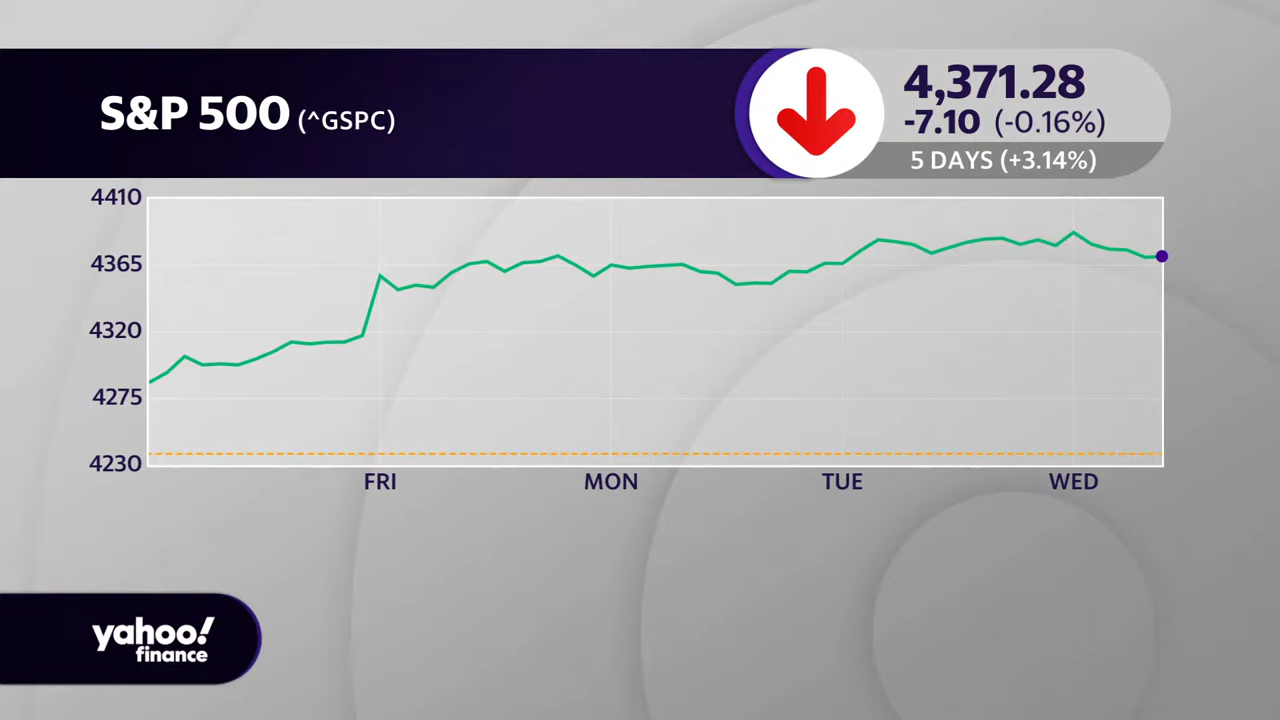 S&P 500 (^GSPC)
4,371.28
-7.10 (-0.16%)
5 DAYS (+3.14%)
4410
4365
4320
4275
4230
FRI MON TUE WED
yahoo!
finance